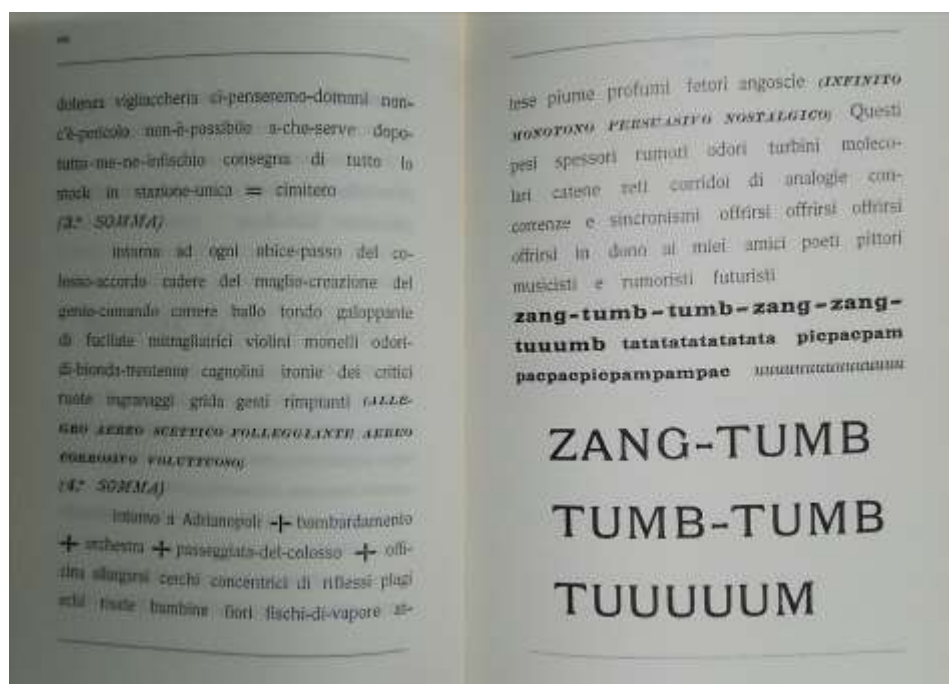 dutenza vigliaccheria ci-penseremo-domani non-
c'è-pericolo non-è-possibile a-che-serve dopo-
tutto-me-ne-infischio consegna di tutto lo
stock in stazione-unica = cimitero
(3.ª SOMMA)
intorno ad ogni obice-passo del co-
losso-accordo cadere del maglio-creazione del
genio-comando correre ballo tondo galoppante
di fucilate mitragliatrici violini monelli odori-
di-bionda-trentenne cagnolini ironie dei critici
ruote ingranaggi grida gesti rimpianti (ALLE-
GRO AEREO SCETTICO FOLLEGGIANTE AEREO
CORROSIVO VOLUTTUOSO)
(4.ª SOMMA)
intorno a Adrianopoli + bombardamento
+ orchestra + passeggiata-del-colosso + offi-
cina allargarsi cerchi concentrici di riflessi plagi
echi risate bambine fiori fischi-di-vapore at-
tese piume profumi fetori angoscie (INFINITO
MONOTONO PERSUASIVO NOSTALGICO) Questi
pesi spessori rumori odori turbini moleco-
lari catene reti corridoi di analogie con-
correnze e sincronismi offrirsi offrirsi offrirsi
offrirsi in dono ai miei amici poeti pittori
musicisti e rumoristi futuristi
zang-tumb-tumb-zang-zang-
tuuumb tatatatatatatata picpacpam
pacpacpicpampampac uuuuuuuuuuuuuuu
ZANG-TUMB
TUMB-TUMB
TUUUUUM